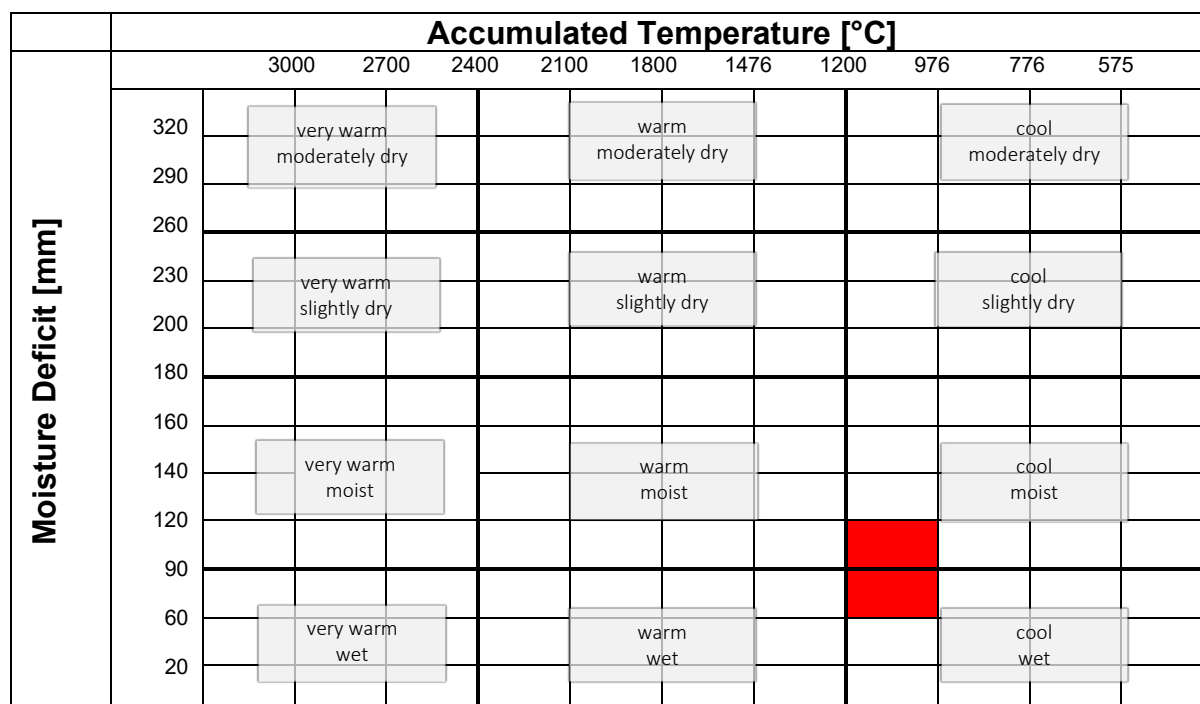 Accumulated Temperature [°C]
3000 2700 2400 2100 1800 1476 1200 976 776 575
Moisture Deficit [mm]
320
very warm
moderately dry
warm
moderately dry
cool
moderately dry
290
260
230
very warm
slightly dry
warm
slightly dry
cool
slightly dry
200
180
160
140
very warm
moist
warm
moist
cool
moist
120
90
60
very warm
wet
warm
wet
cool
wet
20